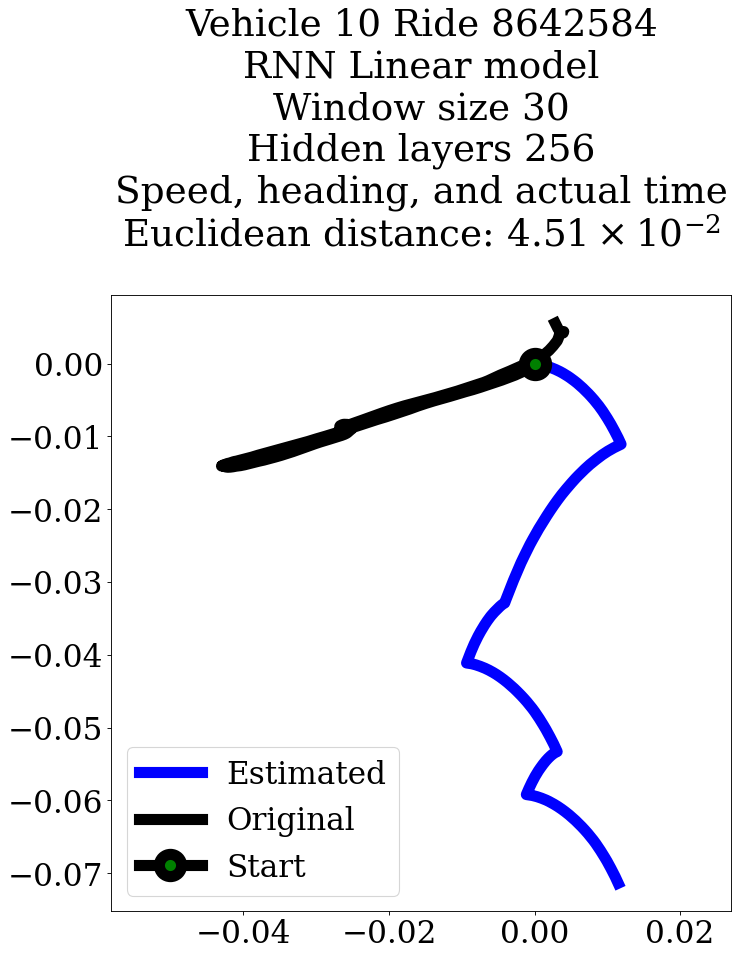 Vehicle 10 Ride 8642584
RNN Linear model
Window size 30
Hidden layers 256
Speed, heading, and actual time
Euclidean distance: 4.51 × 10⁻²
0.00
−0.01
−0.02
−0.03
−0.04
−0.05
−0.06
−0.07
Estimated
Original
Start
−0.04 −0.02 0.00 0.02